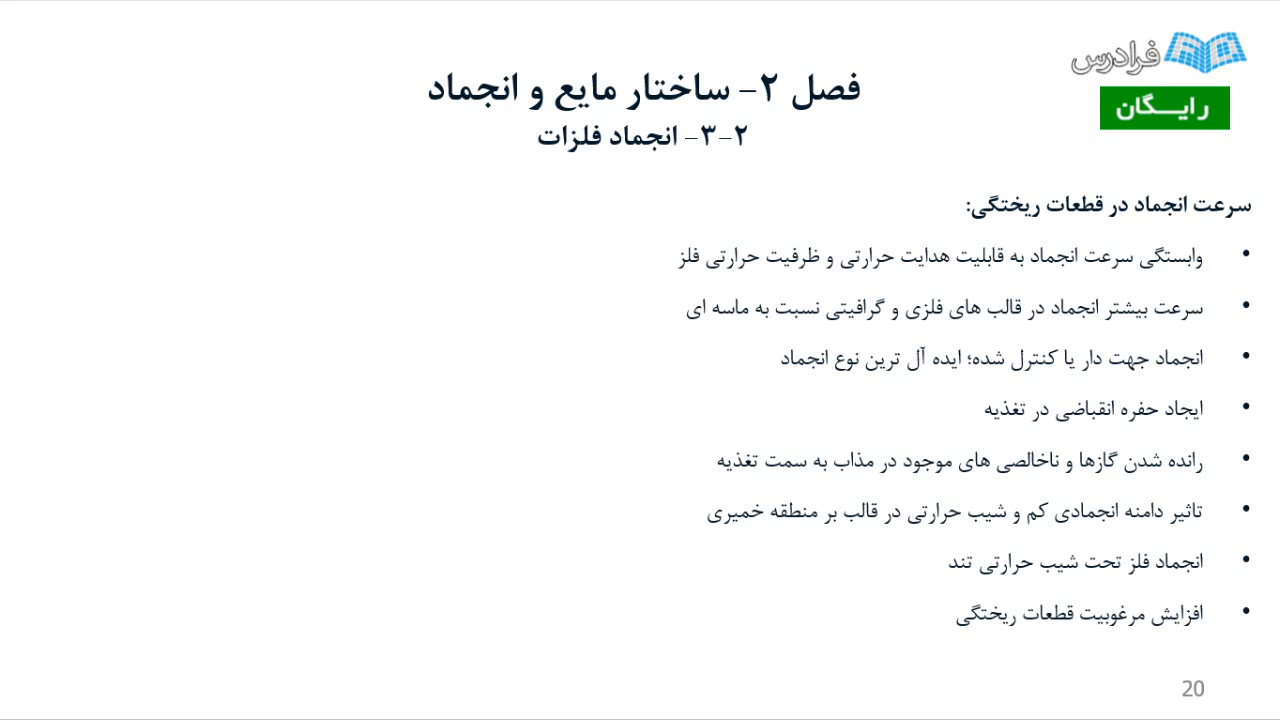 فرادرس
رایـــگان
فصل ۲- ساختار مایع و انجماد
۲-۳- انجماد فلزات
سرعت انجماد در قطعات ریختگی:
• وابستگی سرعت انجماد به قابلیت هدایت حرارتی و ظرفیت حرارتی فلز
• سرعت بیشتر انجماد در قالب های فلزی و گرافیتی نسبت به ماسه ای
• انجماد جهت دار یا کنترل شده؛ ایده آل ترین نوع انجماد
• ایجاد حفره انقباضی در تغذیه
• رانده شدن گازها و ناخالصی های موجود در مذاب به سمت تغذیه
• تاثیر دامنه انجمادی کم و شیب حرارتی در قالب بر منطقه خمیری
• انجماد فلز تحت شیب حرارتی تند
• افزایش مرغوبیت قطعات ریختگی
20